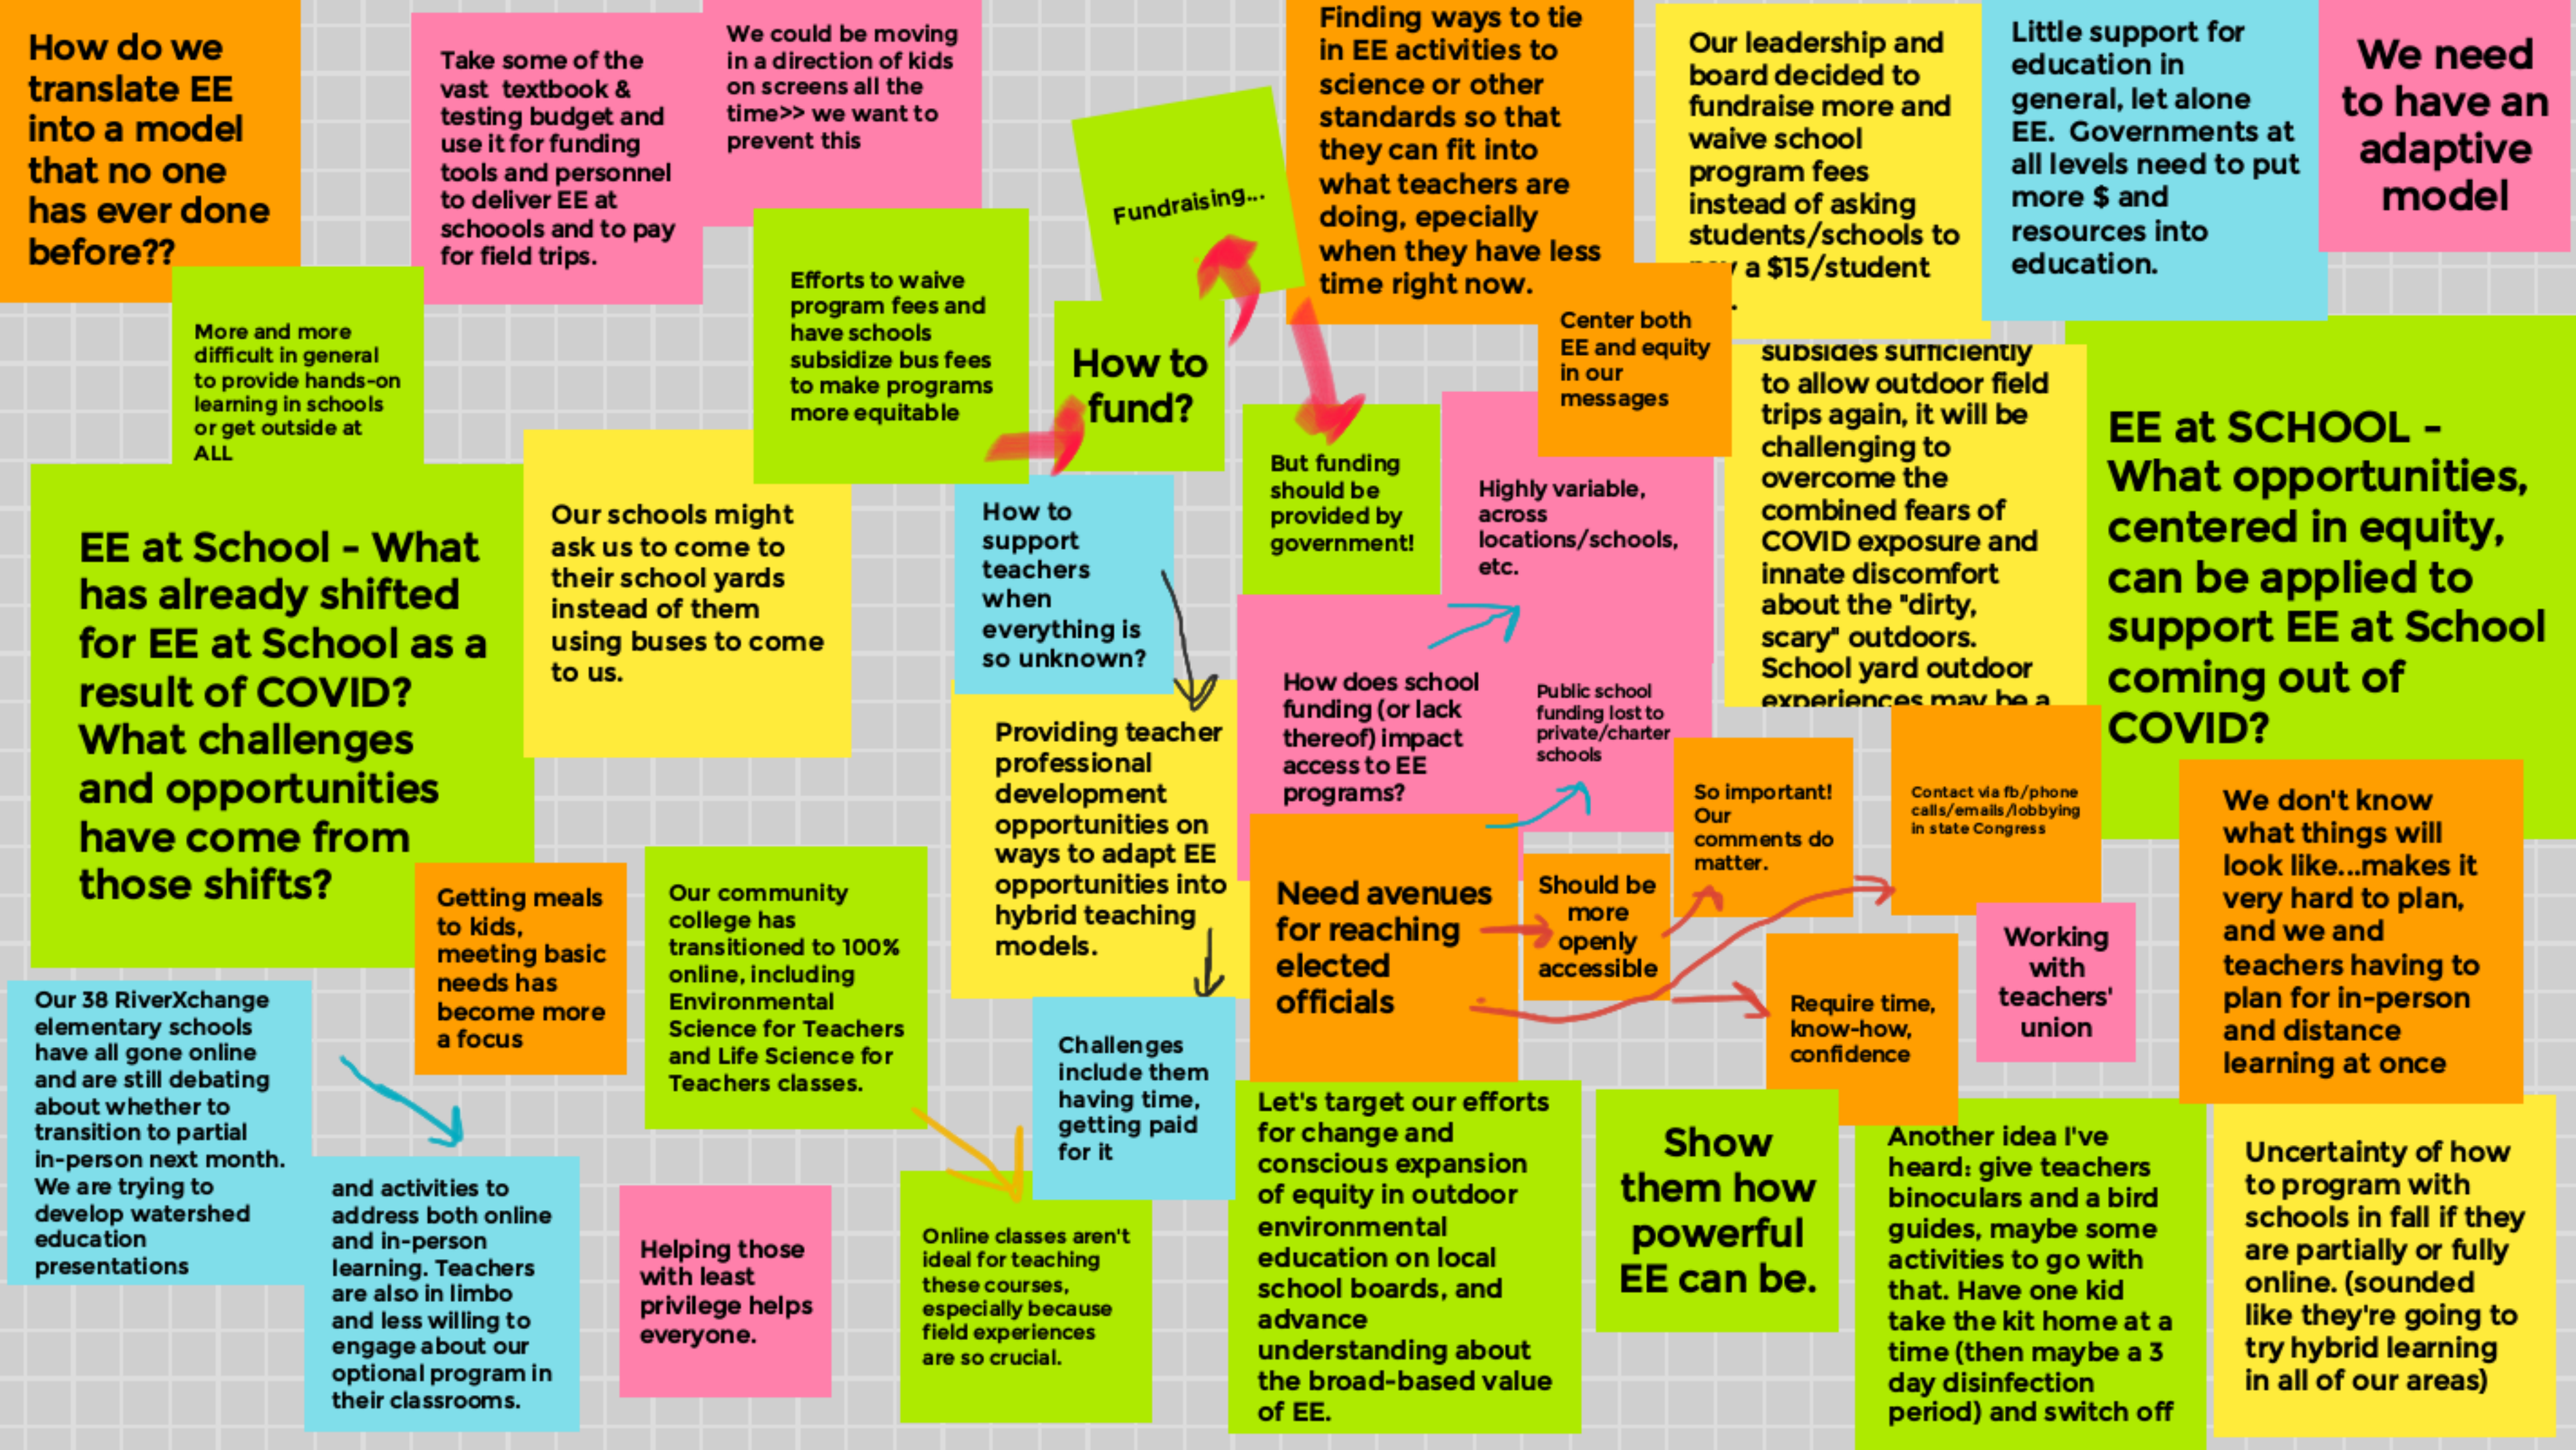 How do we
translate EE
into a model
that no one
has ever done
before??
Take some of the
vast textbook &
testing budget and
use it for funding
tools and personnel
to deliver EE at
schoools and to pay
for field trips.
We could be moving
in a direction of kids
on screens all the
time>> we want to
prevent this
Fundraising...
Finding ways to tie
in EE activities to
science or other
standards so that
they can fit into
what teachers are
doing, epecially
when they have less
time right now.
Our leadership and
board decided to
fundraise more and
waive school
program fees
instead of asking
students/schools to
a $15/student
.
Little support for
education in
general, let alone
EE. Governments at
all levels need to put
more $ and
resources into
education.
We need
to have an
adaptive
model
More and more
difficult in general
to provide hands-on
learning in schools
or get outside at
ALL
Efforts to waive
program fees and
have schools
subsidize bus fees
to make programs
more equitable
How to
fund?
Center both
EE and equity
in our
messages
subsides sufficiently
to allow outdoor field
trips again, it will be
challenging to
overcome the
combined fears of
COVID exposure and
innate discomfort
about the "dirty,
scary" outdoors.
School yard outdoor
experiences may be a
EE at SCHOOL -
What opportunities,
centered in equity,
can be applied to
support EE at School
coming out of
COVID?
EE at School - What
has already shifted
for EE at School as a
result of COVID?
What challenges
and opportunities
have come from
those shifts?
Our schools might
ask us to come to
their school yards
instead of them
using buses to come
to us.
How to
support
teachers
when
everything is
so unknown?
But funding
should be
provided by
government!
Highly variable,
across
locations/schools,
etc.
How does school
funding (or lack
thereof) impact
access to EE
programs?
Public school
funding lost to
private/charter
schools
Providing teacher
professional
development
opportunities on
ways to adapt EE
opportunities into
hybrid teaching
models.
So important!
Our
comments do
matter.
Contact via fb/phone
calls/emails/lobbying
in state Congress
We don't know
what things will
look like...makes it
very hard to plan,
and we and
teachers having to
plan for in-person
and distance
learning at once
Getting meals
to kids,
meeting basic
needs has
become more
a focus
Our community
college has
transitioned to 100%
online, including
Environmental
Science for Teachers
and Life Science for
Teachers classes.
Need avenues
for reaching
elected
officials
Should be
more
openly
accessible
Require time,
know-how,
confidence
Working
with
teachers'
union
Our 38 RiverXchange
elementary schools
have all gone online
and are still debating
about whether to
transition to partial
in-person next month.
We are trying to
develop watershed
education
presentations
and activities to
address both online
and in-person
learning. Teachers
are also in limbo
and less willing to
engage about our
optional program in
their classrooms.
Helping those
with least
privilege helps
everyone.
Challenges
include them
having time,
getting paid
for it
Online classes aren't
ideal for teaching
these courses,
especially because
field experiences
are so crucial.
Let's target our efforts
for change and
conscious expansion
of equity in outdoor
environmental
education on local
school boards, and
advance
understanding about
the broad-based value
of EE.
Show
them how
powerful
EE can be.
Another idea I've
heard: give teachers
binoculars and a bird
guides, maybe some
activities to go with
that. Have one kid
take the kit home at a
time (then maybe a 3
day disinfection
period) and switch off
Uncertainty of how
to program with
schools in fall if they
are partially or fully
online. (sounded
like they're going to
try hybrid learning
in all of our areas)